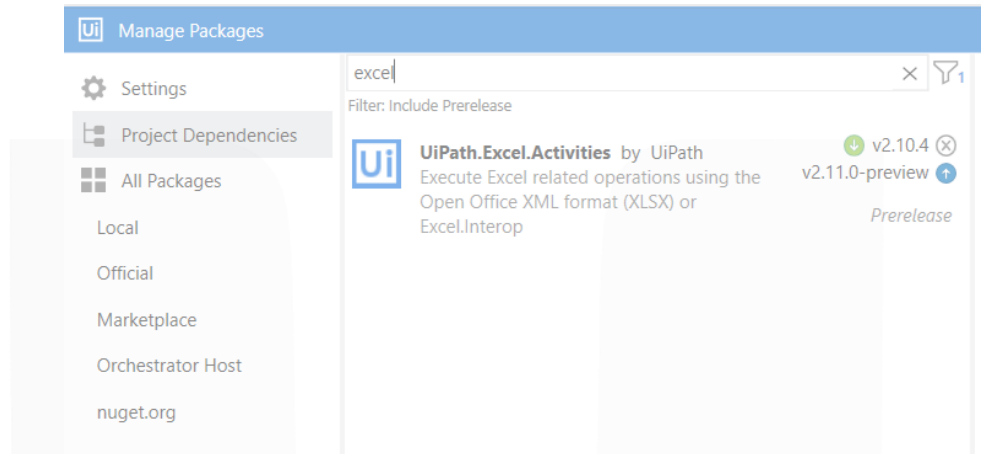 Ui Manage Packages
Settings
Project Dependencies
All Packages
Local
Official
Marketplace
Orchestrator Host
nuget.org
excel
1
Filter: Include Prerelease
Ui
UiPath.Excel.Activities by UiPath
v2.10.4
Execute Excel related operations using the
v2.11.0-preview
Open Office XML format (XLSX) or
Prerelease
Excel.Interop